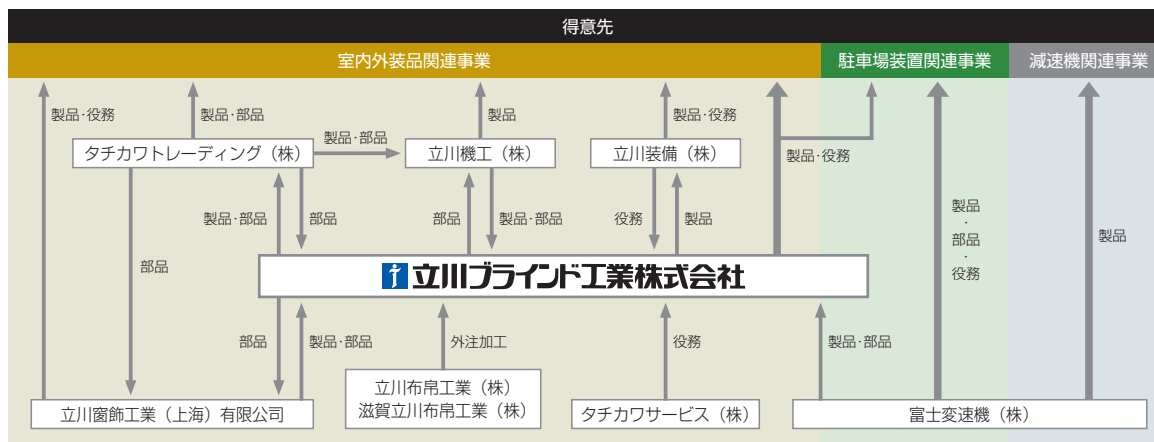 得意先
室内外装品関連事業
駐車場装置関連事業
減速機関連事業
製品・役務
製品・部品
製品
製品・役務
タチカワトレーディング（株）
製品・部品
立川機工（株）
立川装備（株）
製品・役務
製品・部品
部品
部品
製品・部品
役務
製品
製品・部品・役務
製品
部品
立川ブラインド工業株式会社
部品
製品・部品
外注加工
役務
製品・部品
立川窗飾工業（上海）有限公司
立川布帛工業（株）
滋賀立川布帛工業（株）
タチカワサービス（株）
富士変速機（株）